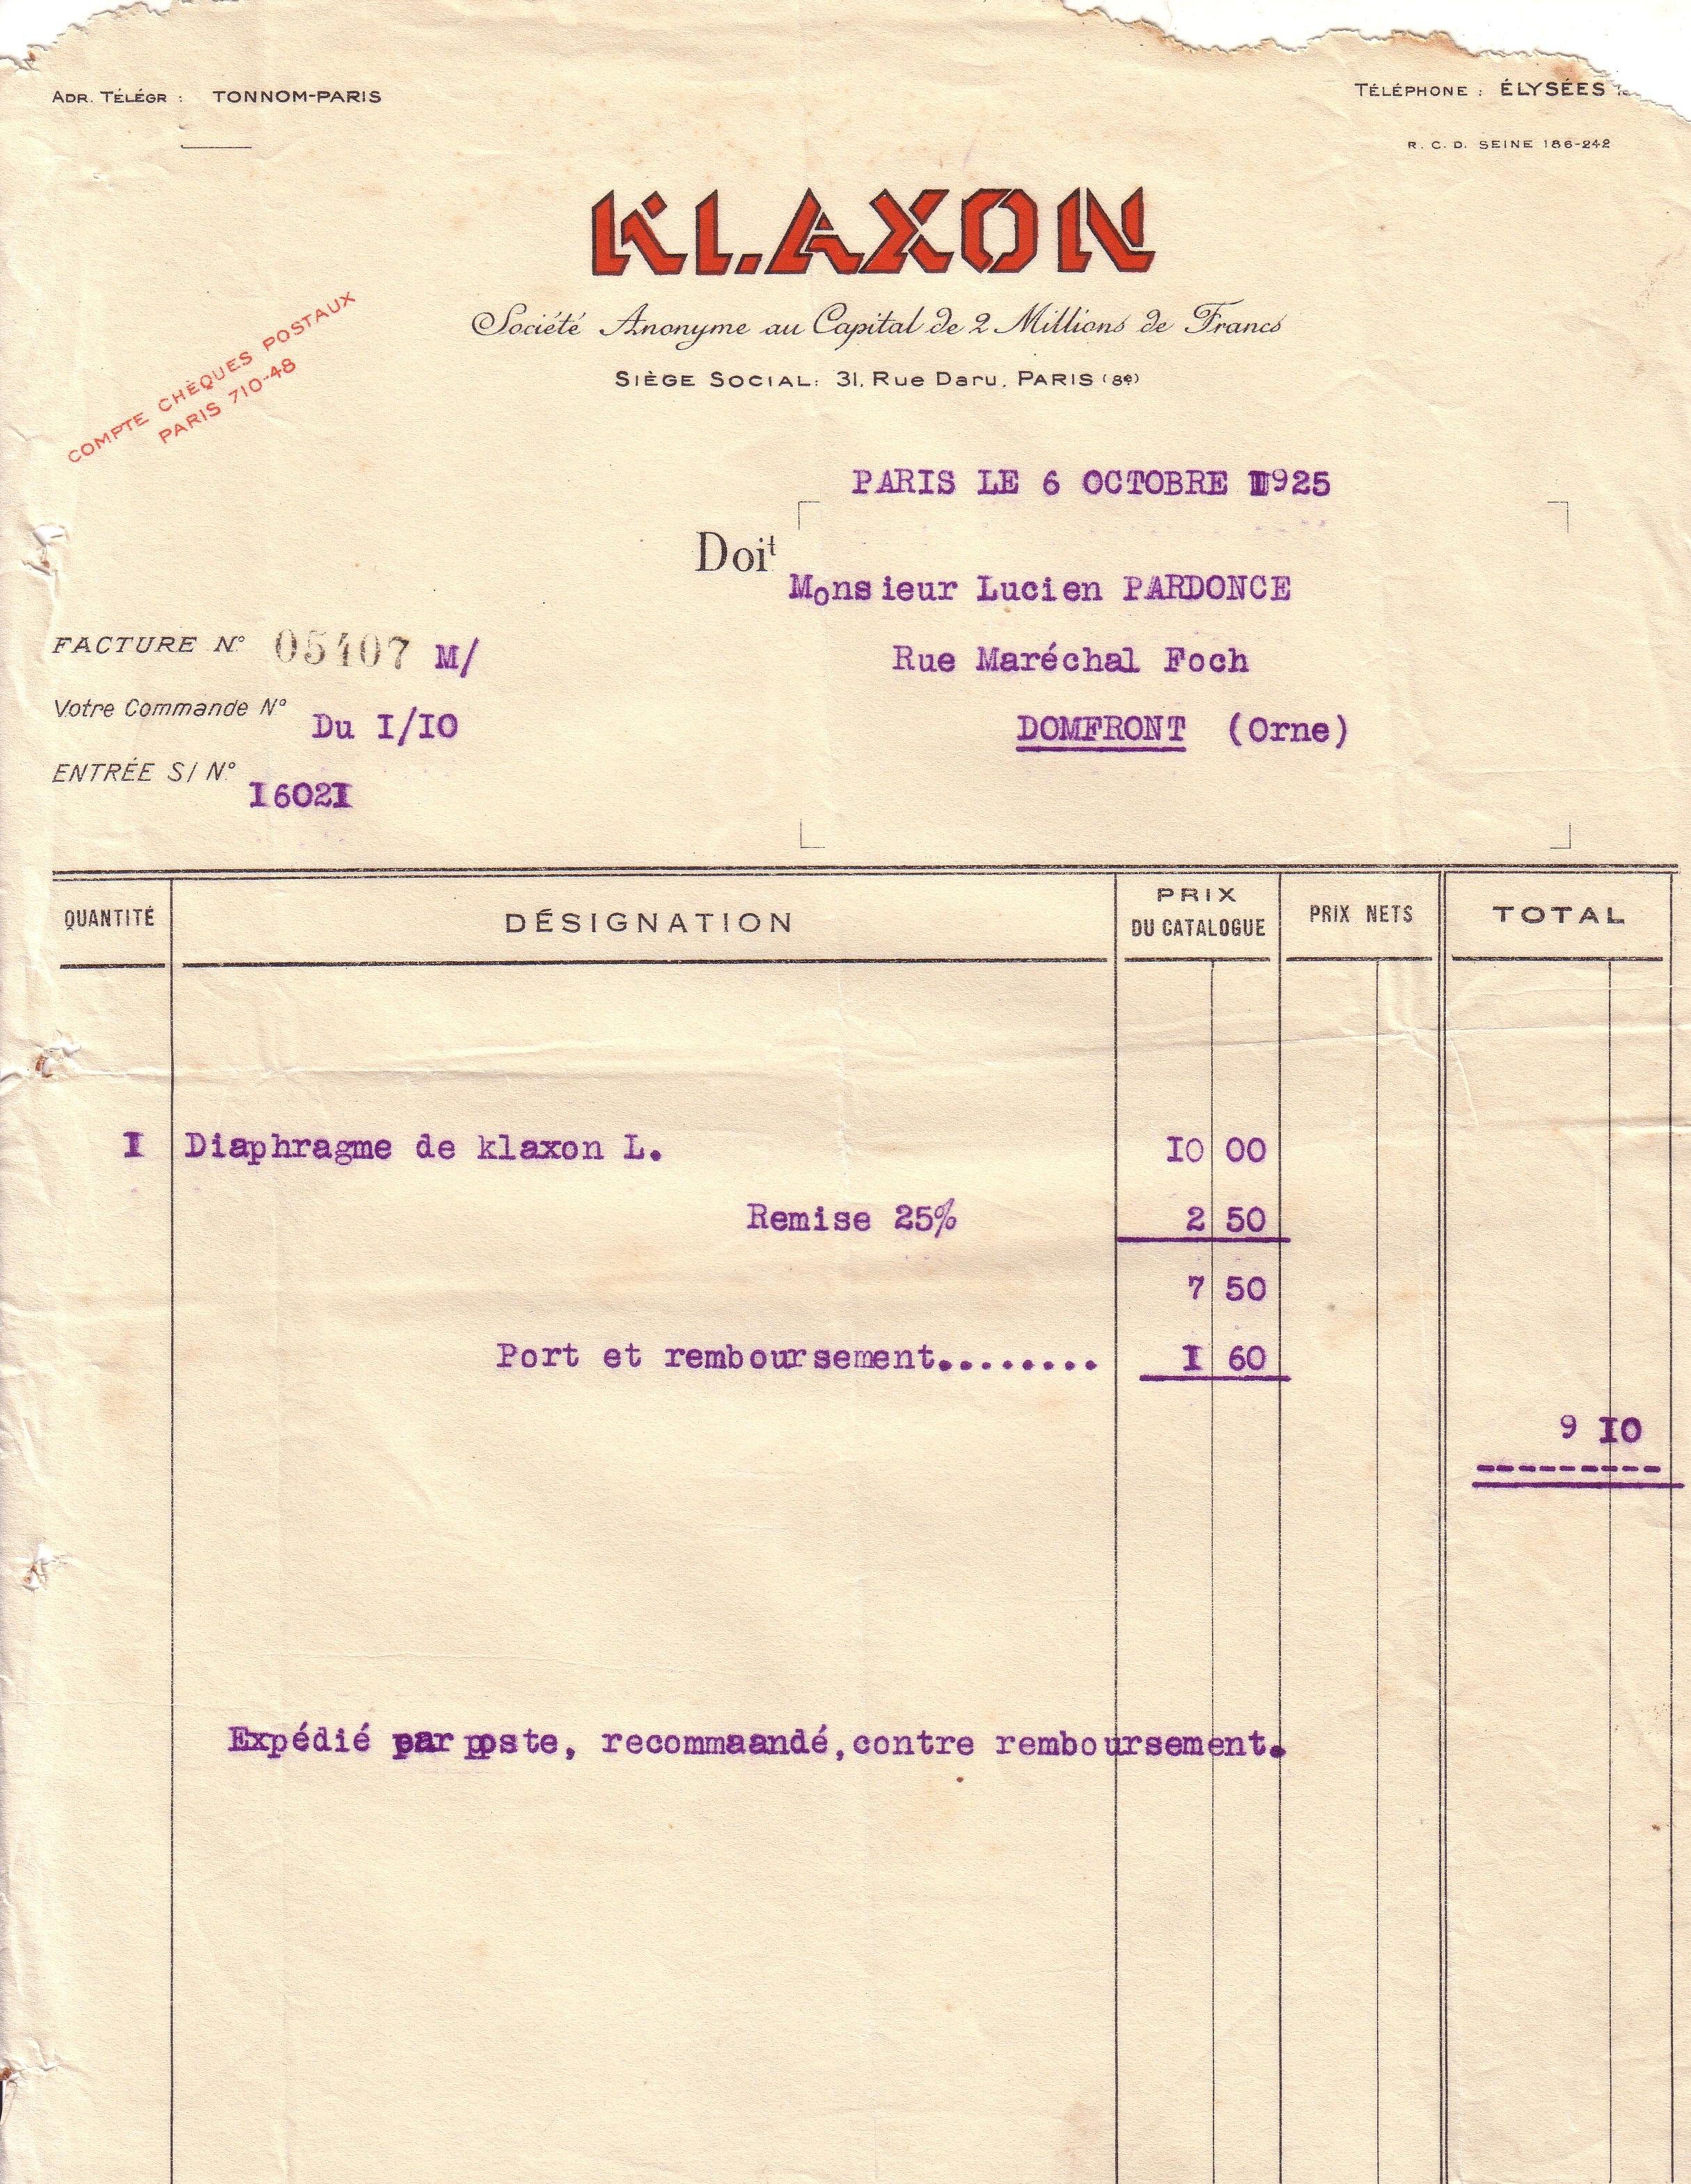 ADR. TÉLÉGR : TONNOM-PARIS
TÉLÉPHONE : ÉLYSÉES
R. C. D. SEINE 186-242
KLAXON
Société Anonyme au Capital de 2 Millions de Francs
SIÈGE SOCIAL: 31, Rue Daru, PARIS (8e)
COMPTE CHÈQUES POSTAUX
PARIS 710-48
PARIS LE 6 OCTOBRE I925
Doit
Monsieur Lucien PARDONCE
Rue Maréchal Foch
DOMFRONT (Orne)
FACTURE N° 05407 M/
Votre Commande N° Du I/IO
ENTRÉE S/ N° I602I
QUANTITÉ DÉSIGNATION PRIX DU CATALOGUE PRIX NETS TOTAL
I Diaphragme de klaxon L. IO 00
Remise 25% 2 50
7 50
Port et remboursement........ I 60
9 IO
Expédié par poste, recommaandé,contre remboursement.